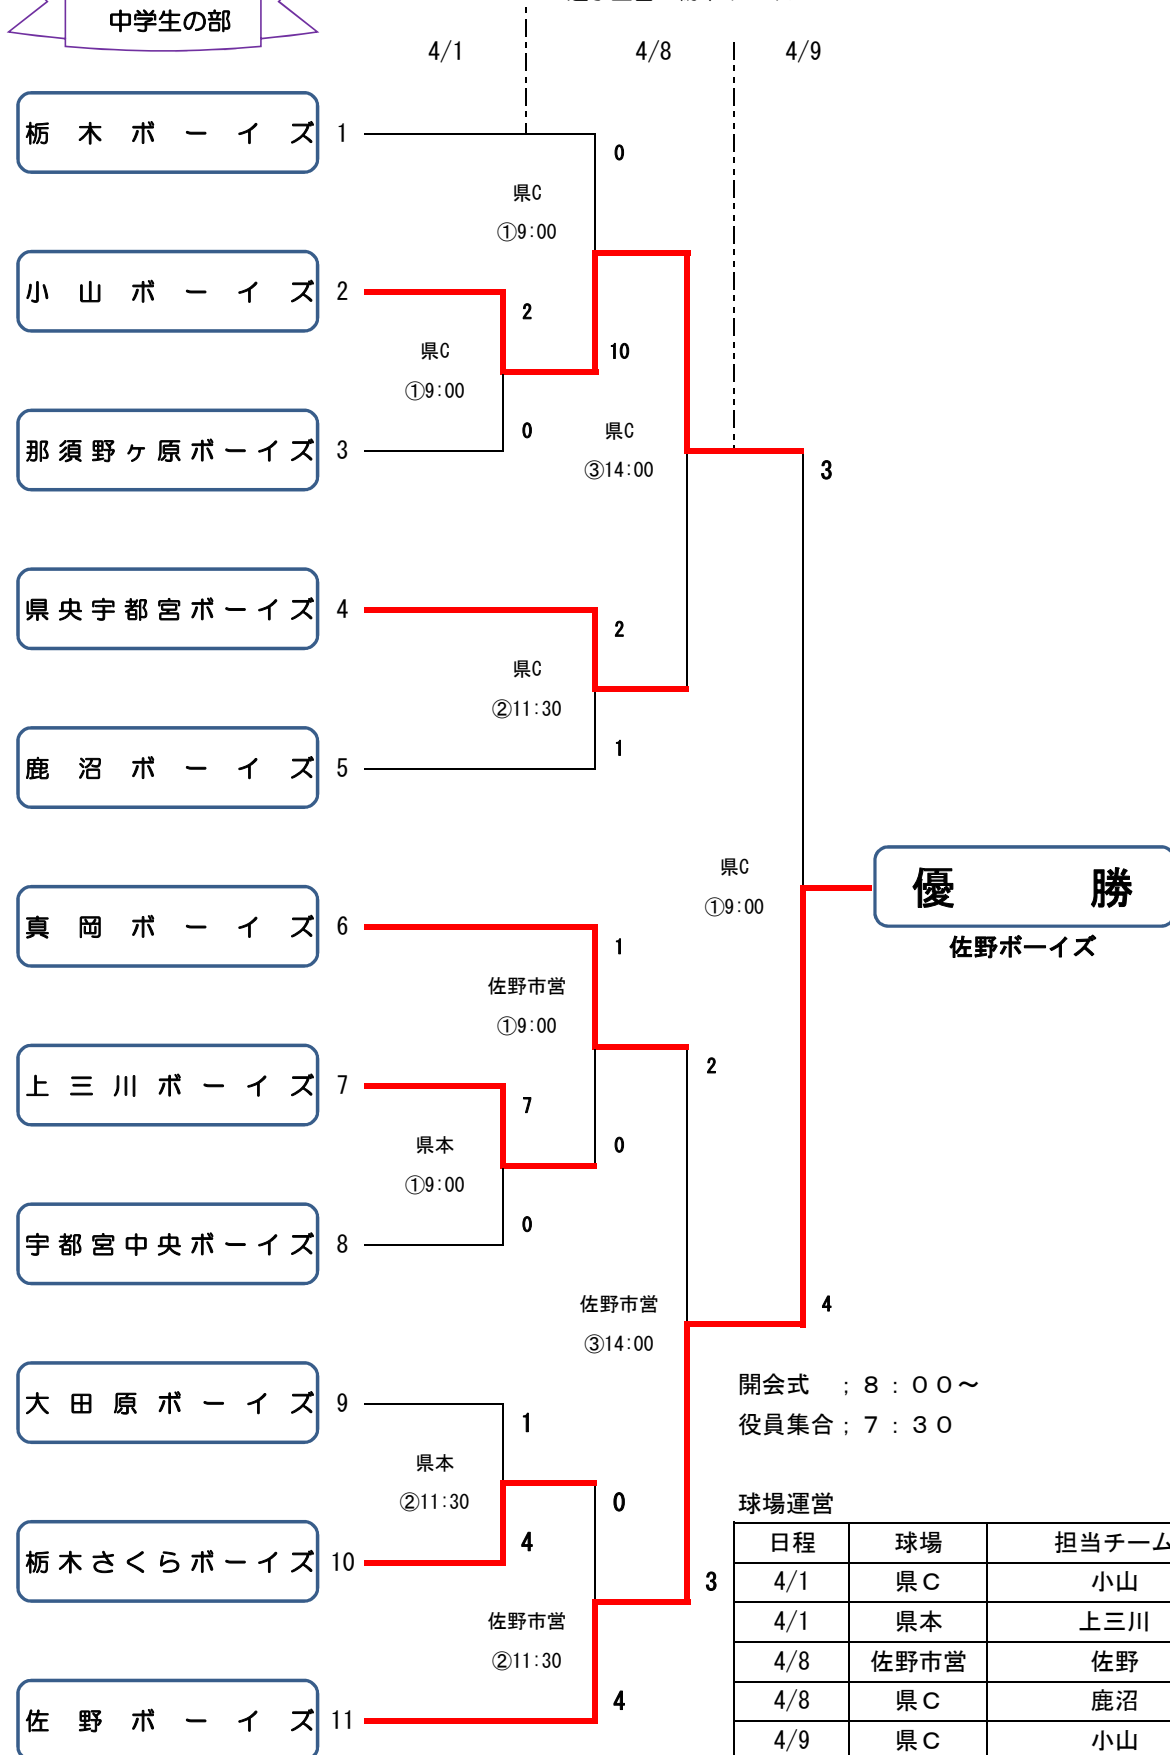 中学生の部
4/1
4/8
4/9
栃木ボーイズ 1
0
県C
①9:00
小山ボーイズ 2
2
県C
①9:00
10
那須野ヶ原ボーイズ 3
0
県C
③14:00
3
県央宇都宮ボーイズ 4
2
県C
②11:30
1
鹿沼ボーイズ 5
県C
①9:00
優勝
佐野ボーイズ
真岡ボーイズ 6
1
佐野市営
①9:00
2
上三川ボーイズ 7
7
県本
①9:00
0
0
宇都宮中央ボーイズ 8
佐野市営
③14:00
4
大田原ボーイズ 9
1
県本
②11:30
0
4
栃木さくらボーイズ 10
3
佐野市営
②11:30
4
佐野ボーイズ 11
開会式 ；８：００～
役員集合；７：３０
球場運営
日程 球場 担当チーム
4/1 県Ｃ 小山
4/1 県本 上三川
4/8 佐野市営 佐野
4/8 県Ｃ 鹿沼
4/9 県Ｃ 小山